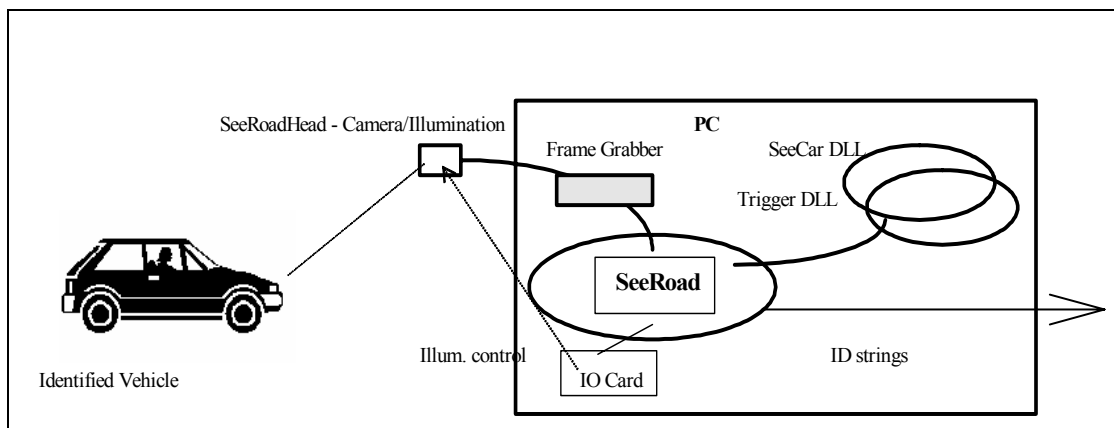 PC
SeeRoadHead - Camera/Illumination
Frame Grabber
SeeCar DLL
Trigger DLL
SeeRoad
Illum. control
ID strings
IO Card
Identified Vehicle